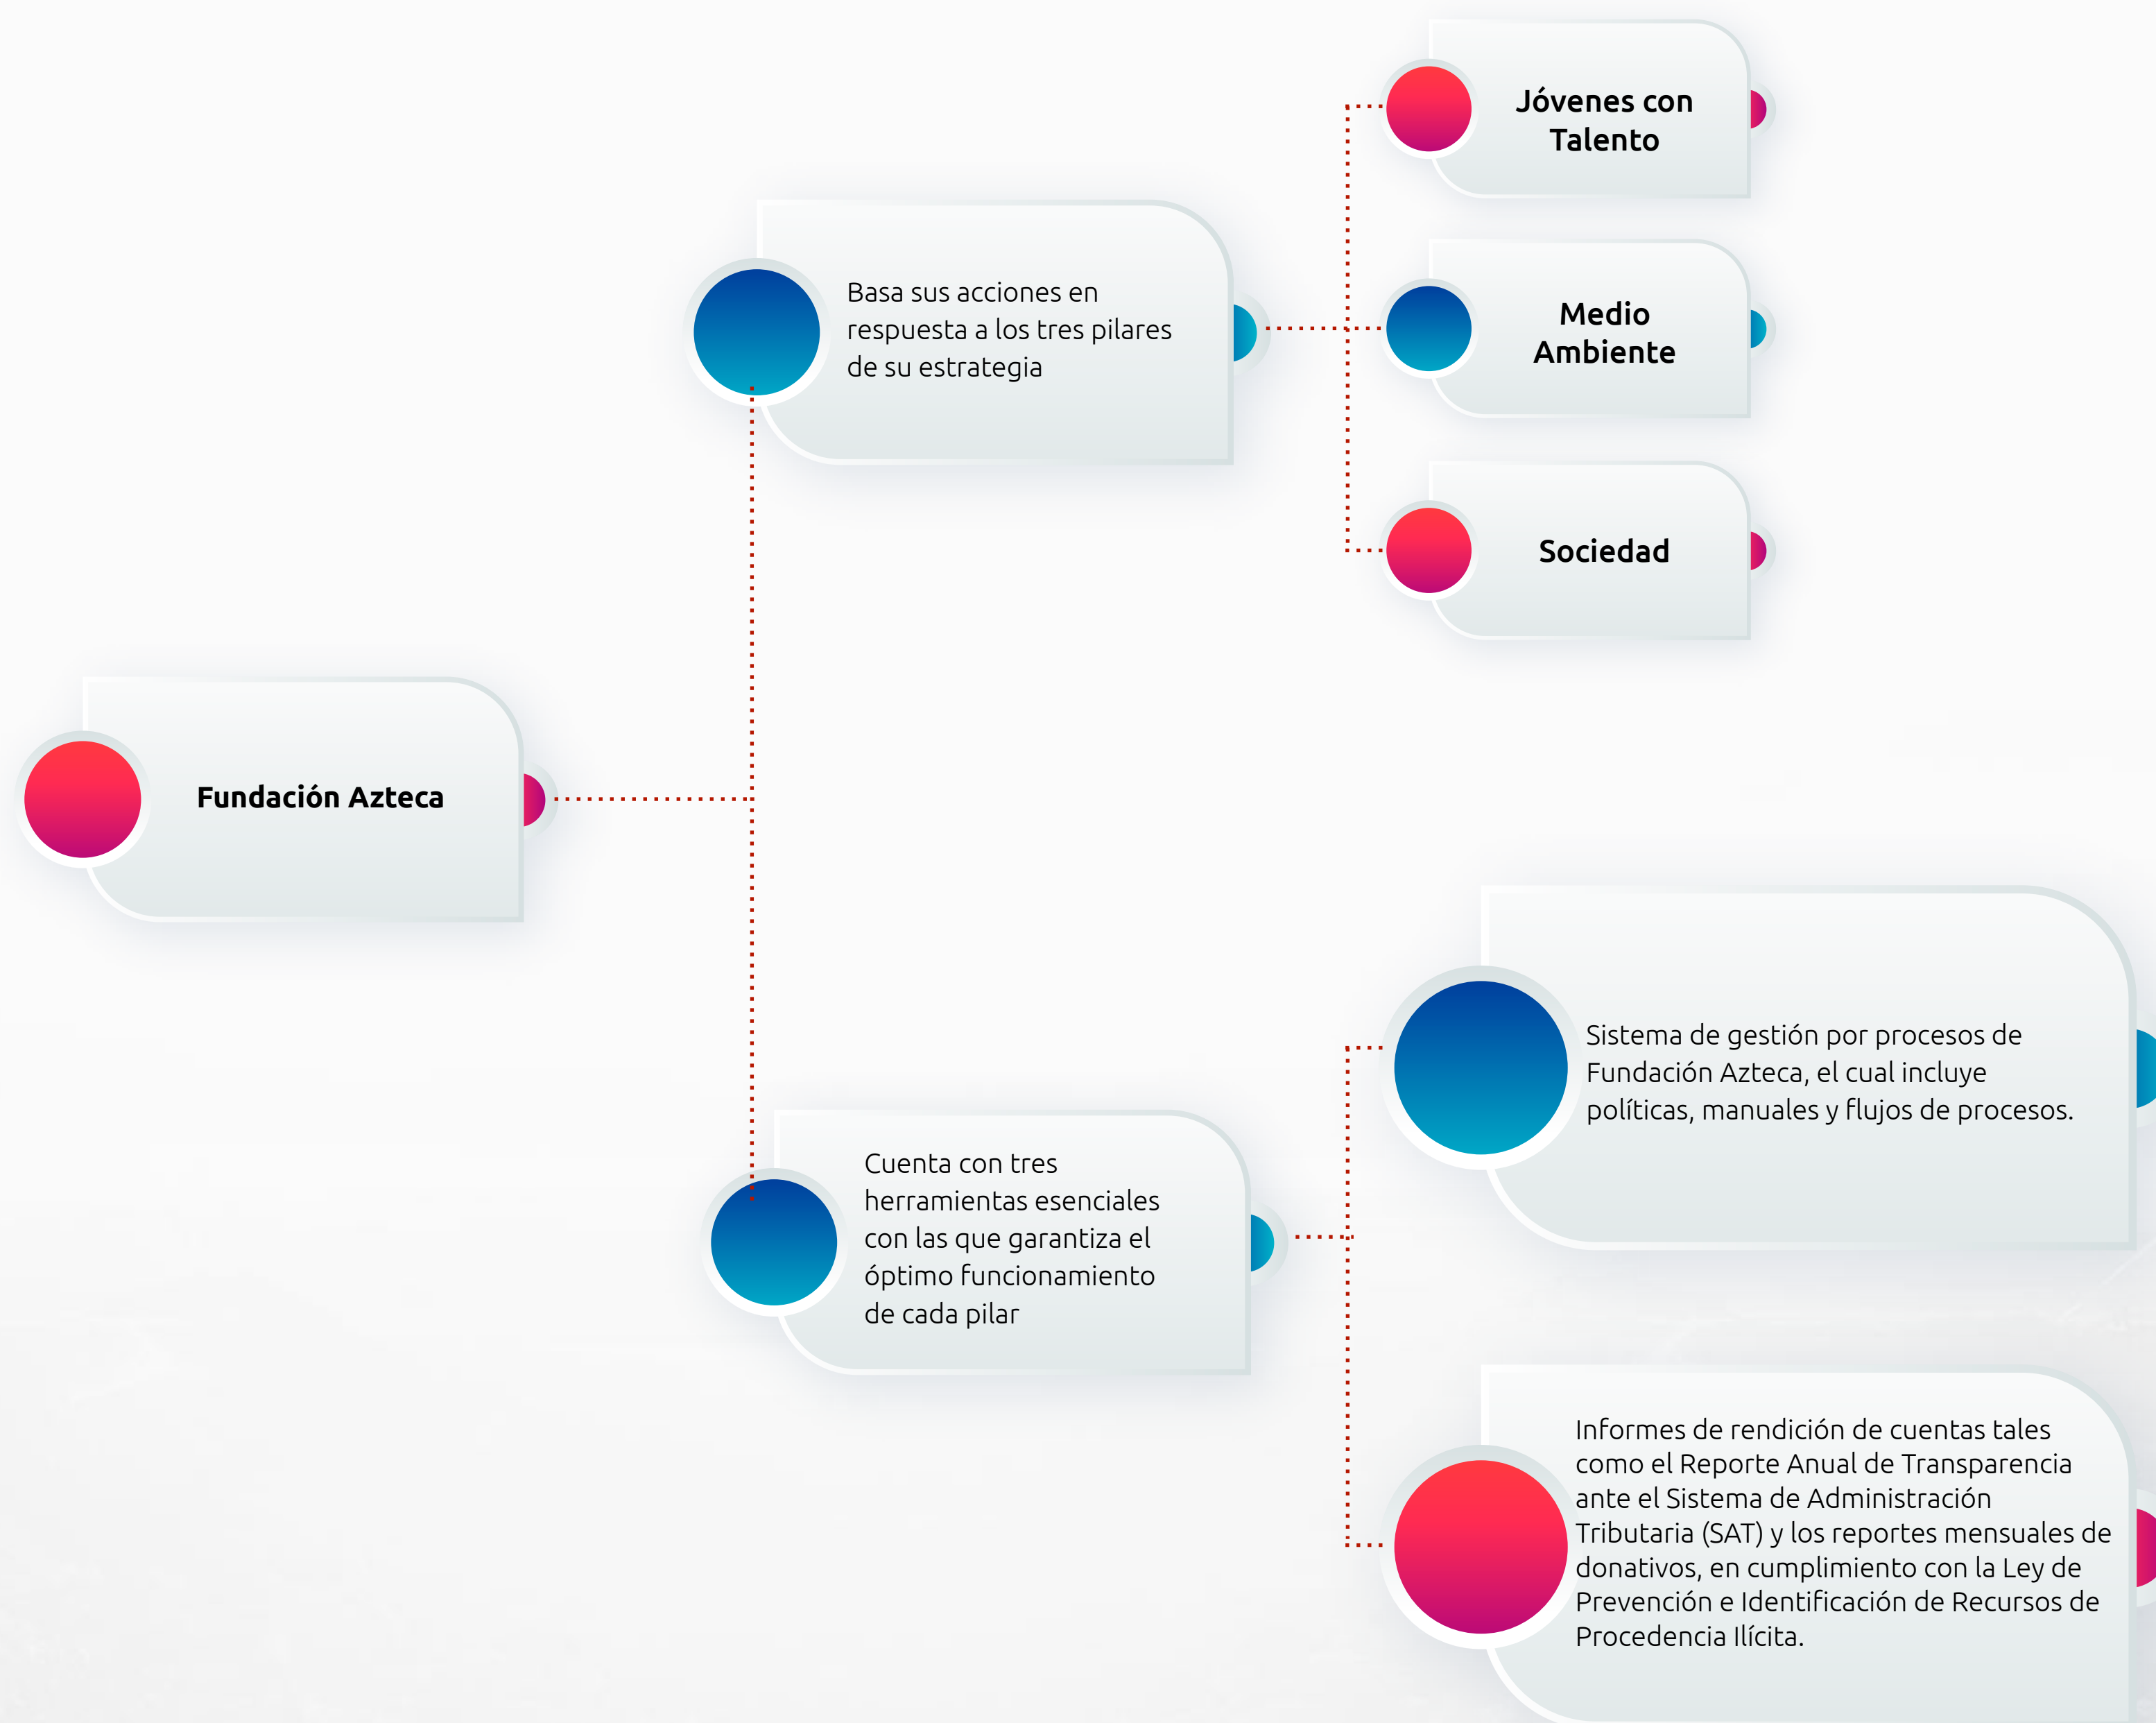 Jóvenes con
Talento
Basa sus acciones en
respuesta a los tres pilares
de su estrategia
Medio
Ambiente
Sociedad
Fundación Azteca
Sistema de gestión por procesos de
Fundación Azteca, el cual incluye
políticas, manuales y flujos de procesos.
Cuenta con tres
herramientas esenciales
con las que garantiza el
óptimo funcionamiento
de cada pilar
Informes de rendición de cuentas tales
como el Reporte Anual de Transparencia
ante el Sistema de Administración
Tributaria (SAT) y los reportes mensuales de
donativos, en cumplimiento con la Ley de
Prevención e Identificación de Recursos de
Procedencia Ilícita.